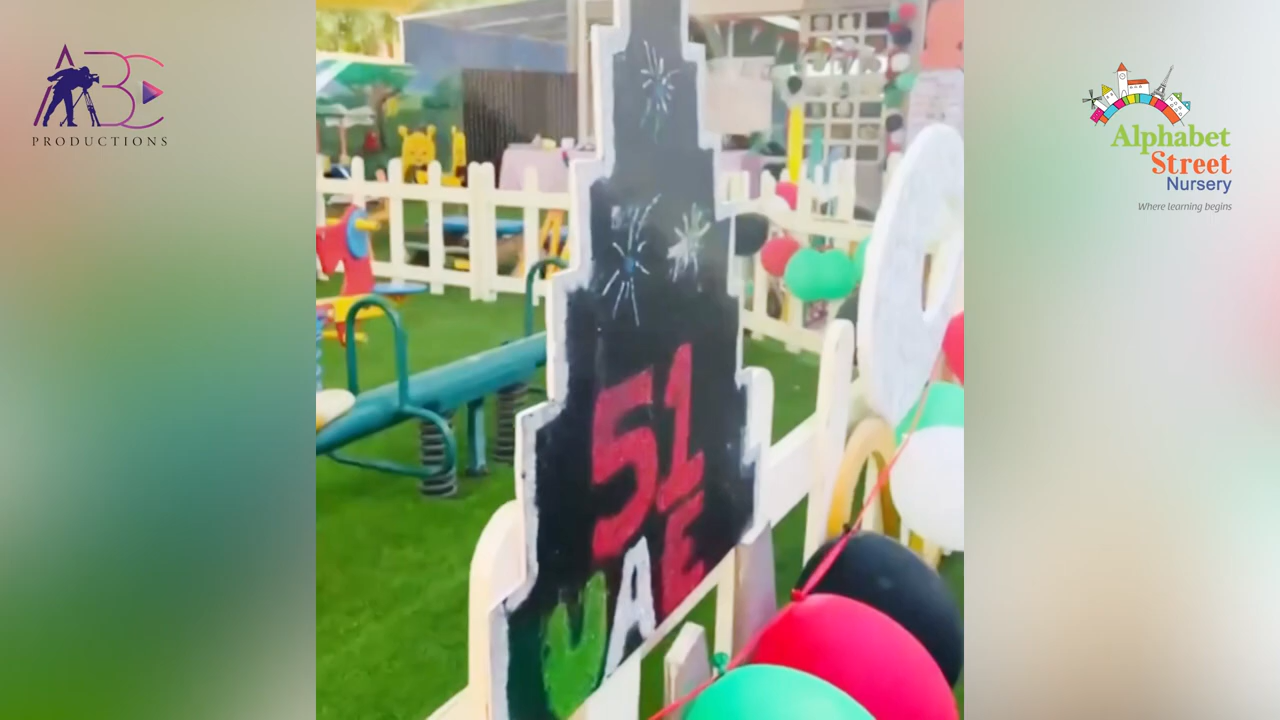 ABC
PRODUCTIONS
Alphabet
Street
Nursery
Where learning begins
51
UAE